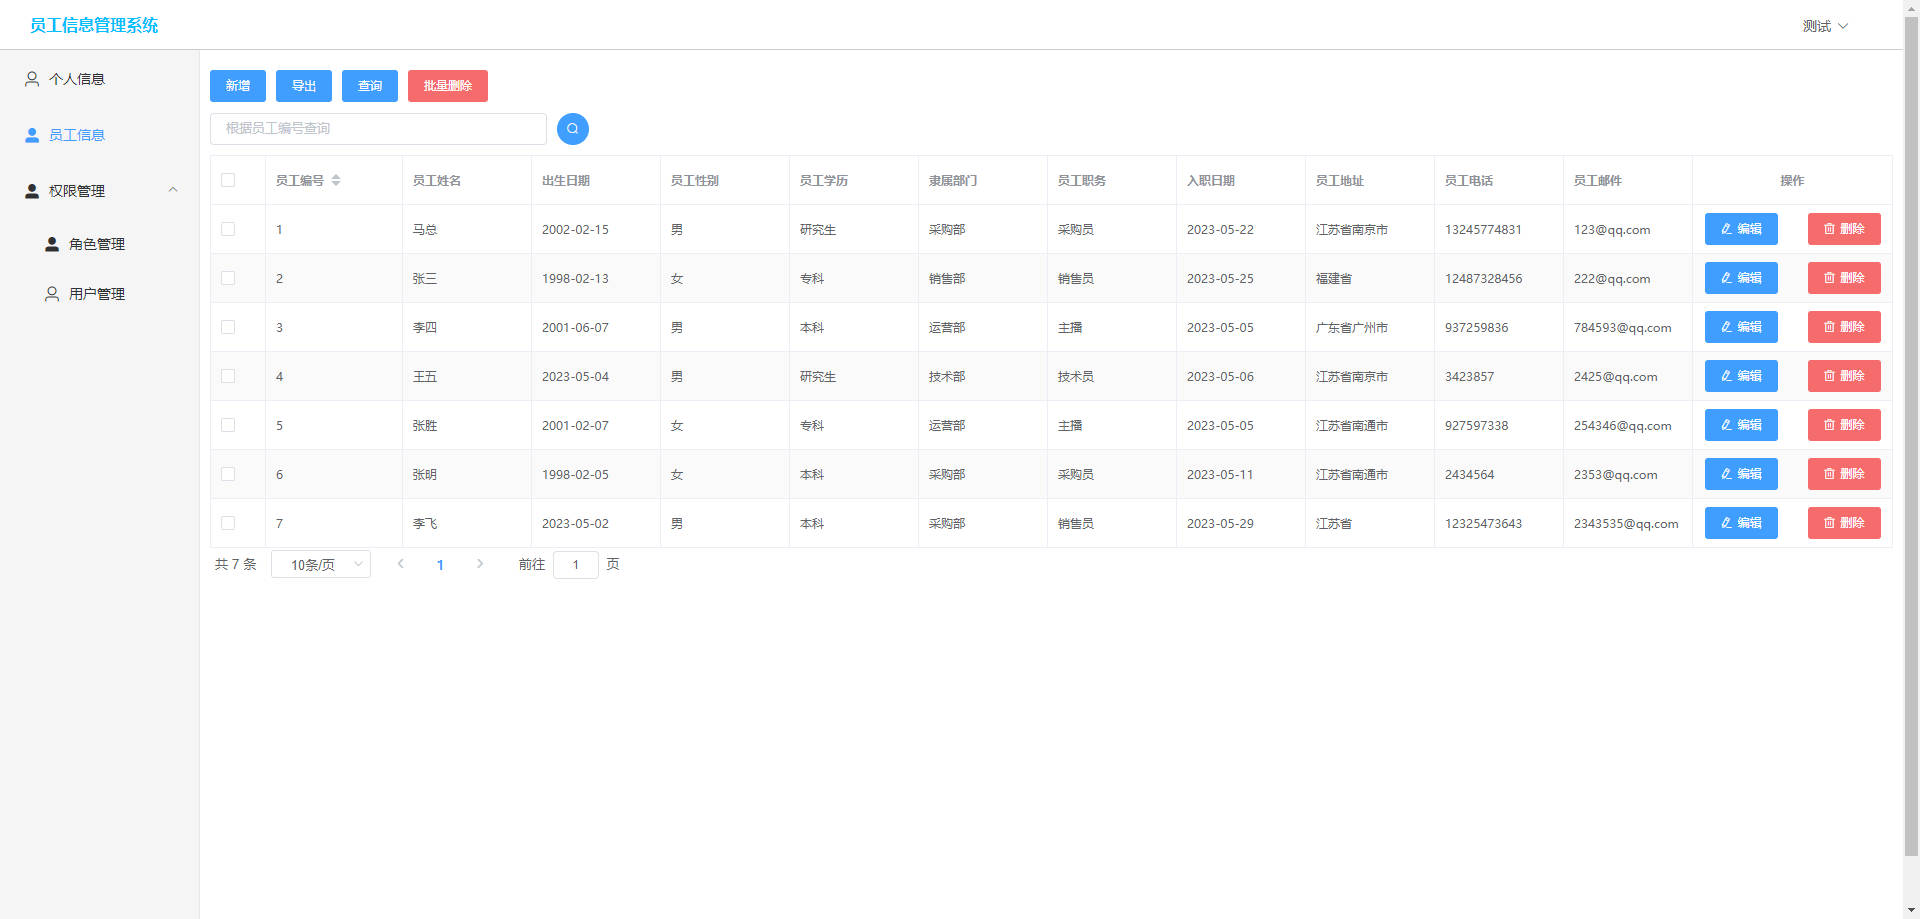 员工信息管理系统
测试
个人信息
员工信息
权限管理
角色管理
用户管理
新增 导出 查询 批量删除
根据员工编号查询
员工编号 员工姓名 出生日期 员工性别 员工学历 隶属部门 员工职务 入职日期 员工地址 员工电话 员工邮件 操作
1 马总 2002-02-15 男 研究生 采购部 采购员 2023-05-22 江苏省南京市 13245774831 123@qq.com 编辑 删除
2 张三 1998-02-13 女 专科 销售部 销售员 2023-05-25 福建省 12487328456 222@qq.com 编辑 删除
3 李四 2001-06-07 男 本科 运营部 主播 2023-05-05 广东省广州市 937259836 784593@qq.com 编辑 删除
4 王五 2023-05-04 男 研究生 技术部 技术员 2023-05-06 江苏省南京市 3423857 2425@qq.com 编辑 删除
5 张胜 2001-02-07 女 专科 运营部 主播 2023-05-05 江苏省南通市 927597338 254346@qq.com 编辑 删除
6 张明 1998-02-05 女 本科 采购部 采购员 2023-05-11 江苏省南通市 2434564 2353@qq.com 编辑 删除
7 李飞 2023-05-02 男 本科 采购部 销售员 2023-05-29 江苏省 12325473643 2343535@qq.com 编辑 删除
共 7 条 10条/页 1 前往 1 页